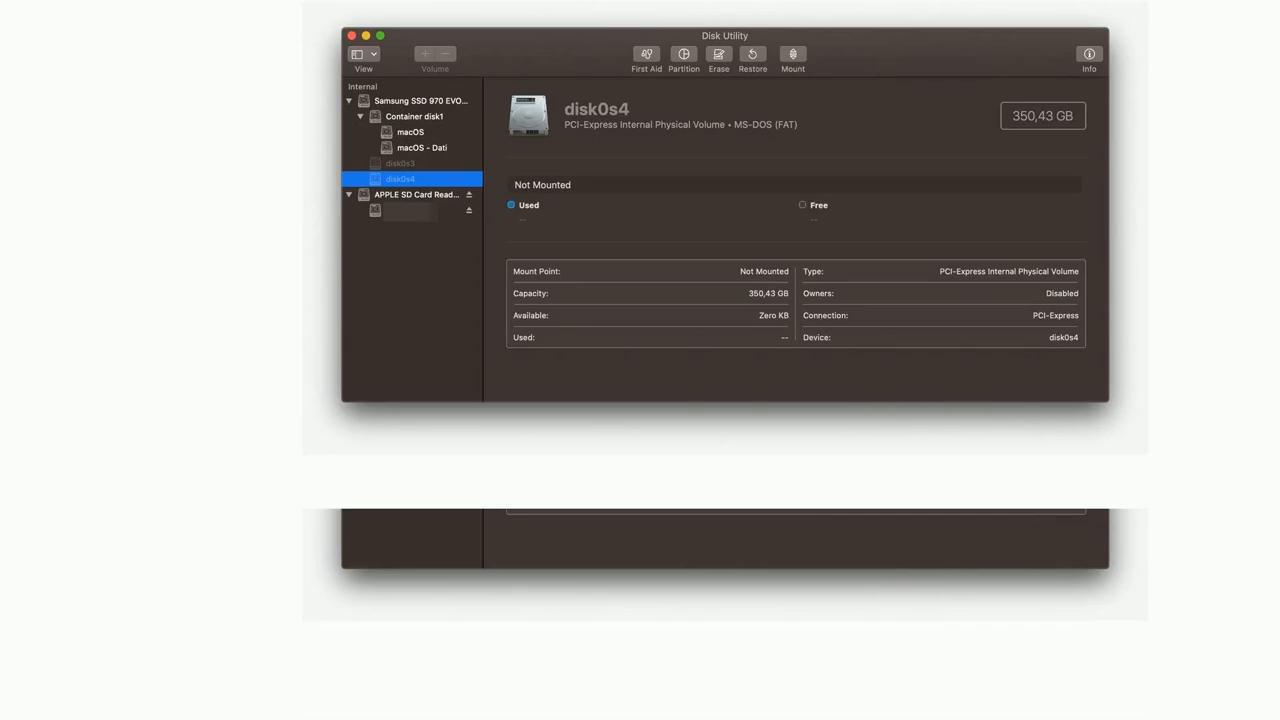 Disk Utility
View
Volume
First Aid
Partition
Erase
Restore
Mount
Info
Internal
Samsung SSD 970 EVO...
Container disk1
macOS
macOS - Dati
disk0s3
disk0s4
APPLE SD Card Read...
disk0s4
PCI-Express Internal Physical Volume • MS-DOS (FAT)
350,43 GB
Not Mounted
Used
--
Free
--
Mount Point: Not Mounted
Capacity: 350,43 GB
Available: Zero KB
Used: --
Type: PCI-Express Internal Physical Volume
Owners: Disabled
Connection: PCI-Express
Device: disk0s4